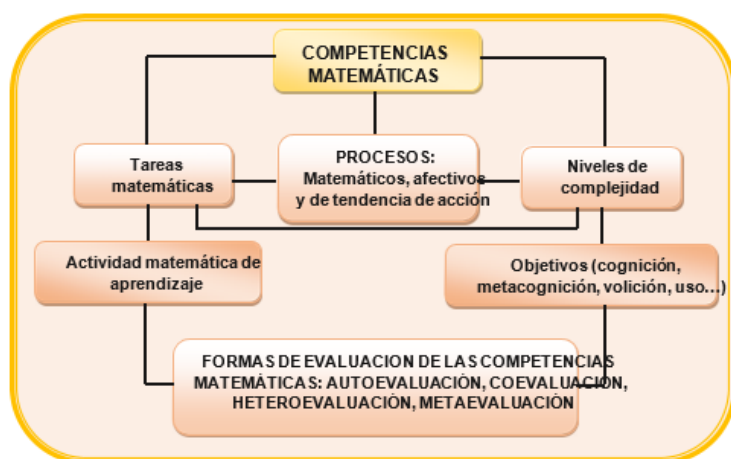 COMPETENCIAS
MATEMÁTICAS
Tareas
matemáticas
PROCESOS:
Matemáticos, afectivos
y de tendencia de acción
Niveles de
complejidad
Actividad matemática de
aprendizaje
Objetivos (cognición,
metacognición, volición, uso...)
FORMAS DE EVALUACION DE LAS COMPETENCIAS
MATEMÁTICAS: AUTOEVALUACIÓN, COEVALUACIÓN,
HETEROEVALUACIÓN, METAEVALUACIÓN